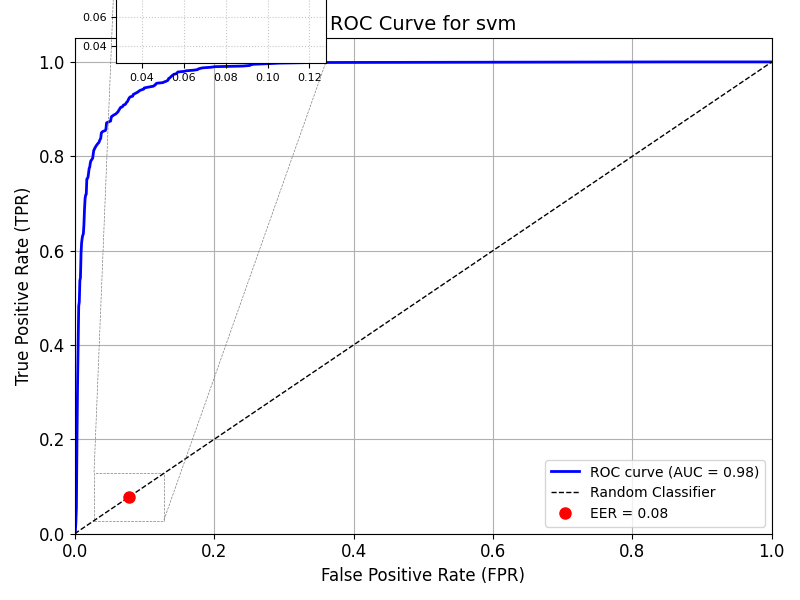 ROC Curve for svm
0.06
0.04
0.04 0.06 0.08 0.10 0.12
1.0
0.8
0.6
0.4
0.2
0.0
True Positive Rate (TPR)
ROC curve (AUC = 0.98)
Random Classifier
EER = 0.08
0.0 0.2 0.4 0.6 0.8 1.0
False Positive Rate (FPR)